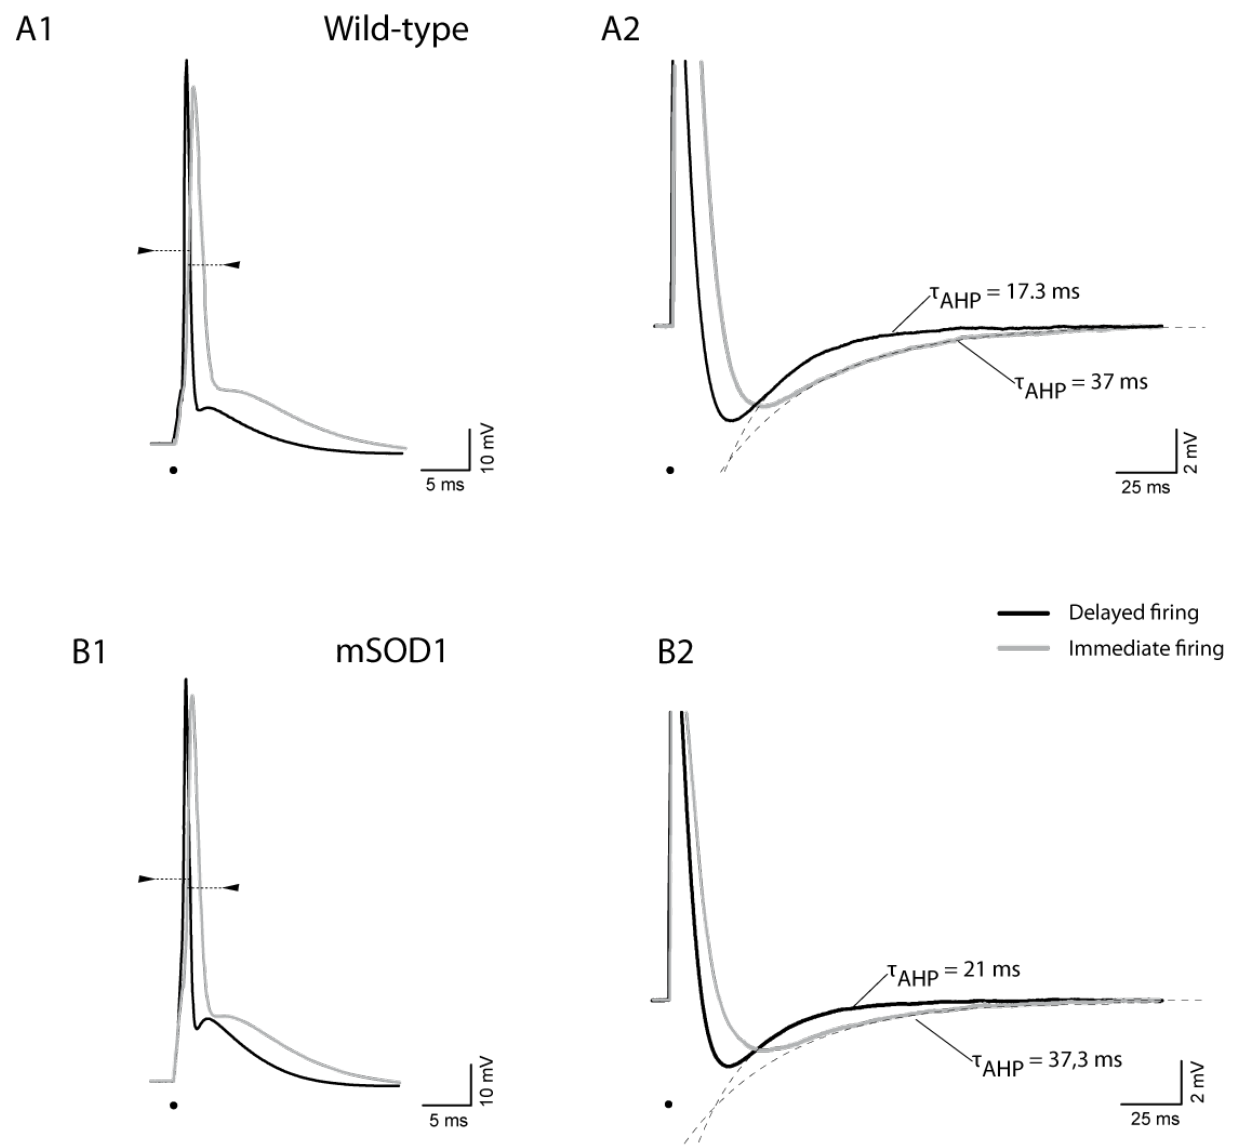 A1
Wild-type
A2
τAHP = 17.3 ms
τAHP = 37 ms
10 mV
5 ms
2 mV
25 ms
Delayed firing
Immediate firing
B1
mSOD1
B2
τAHP = 21 ms
τAHP = 37,3 ms
10 mV
5 ms
2 mV
25 ms